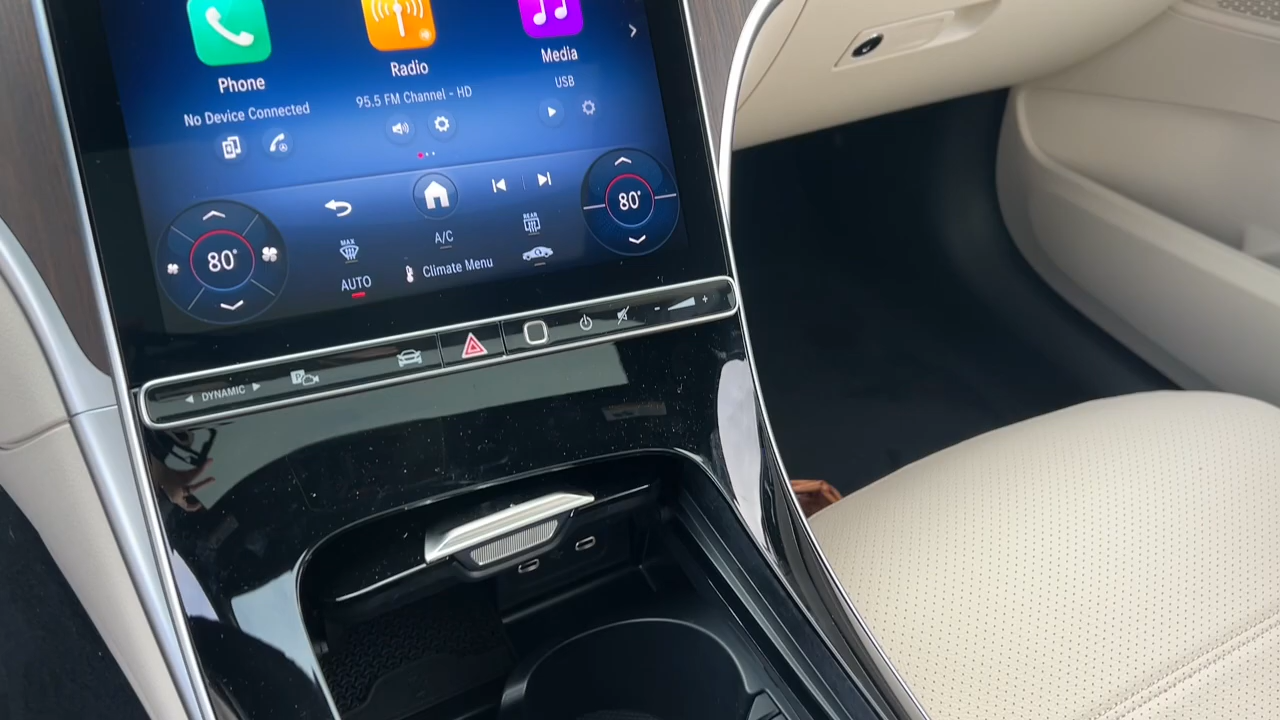 Phone
Radio
Media
No Device Connected
95.5 FM Channel - HD
USB
80°
MAX
A/C
REAR
80°
AUTO
Climate Menu
DYNAMIC
P
- +